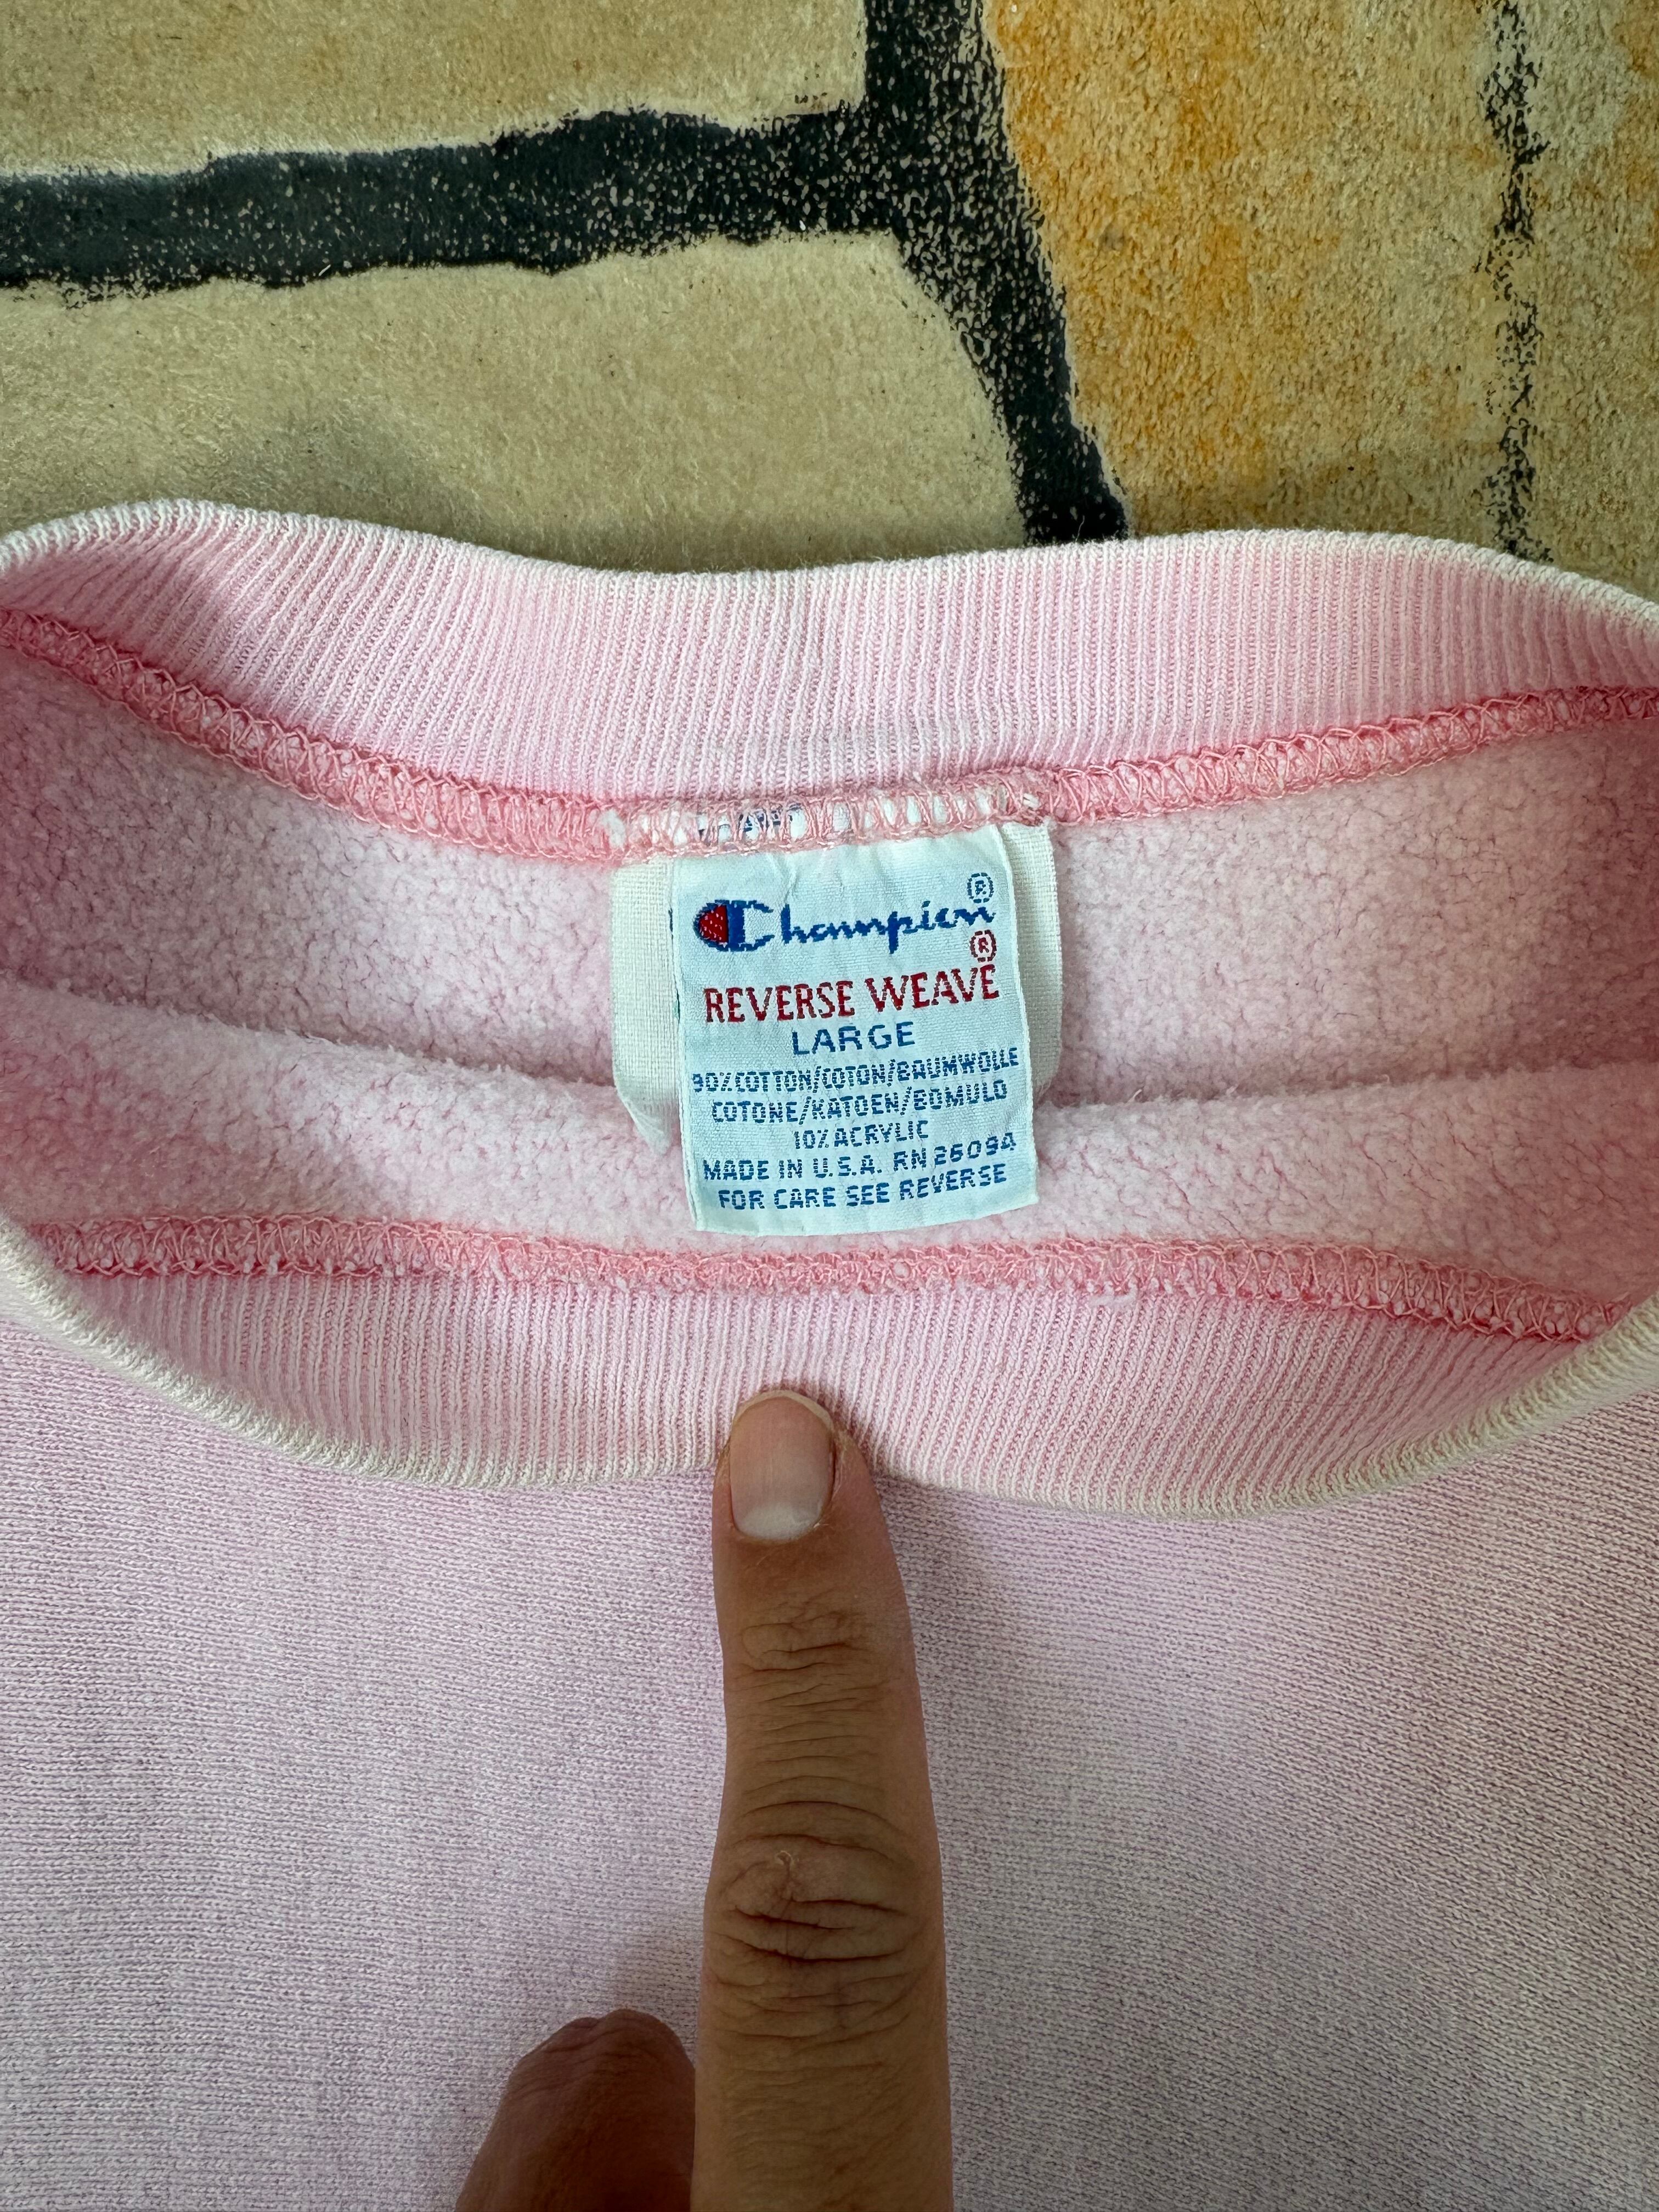 Champion®
REVERSE WEAVE®
LARGE
90% COTTON/COTON/BAUMWOLLE
COTONE/KATOEN/BOMULD
10% ACRYLIC
MADE IN U.S.A. RN 26094
FOR CARE SEE REVERSE